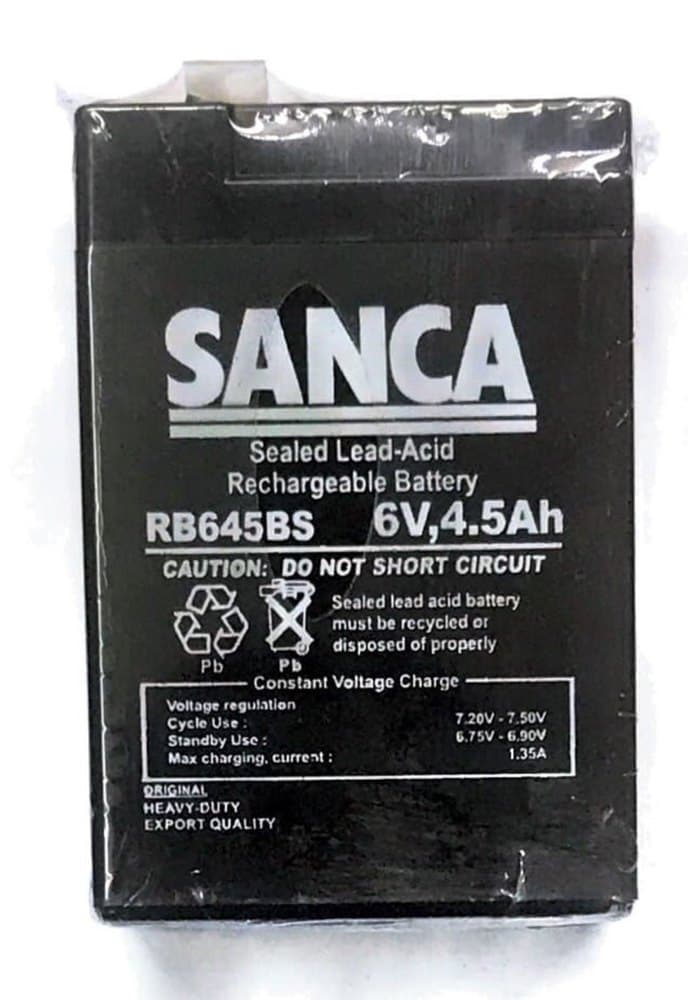 SANCA
Sealed Lead-Acid
Rechargeable Battery
RB645BS 6V,4.5Ah
CAUTION: DO NOT SHORT CIRCUIT
Sealed lead acid battery
must be recycled or
disposed of properly
Pb Pb
Constant Voltage Charge
Voltage regulation
Cycle Use : 7.20V - 7.50V
Standby Use : 6.75V - 6.90V
Max charging, current : 1.35A
ORIGINAL
HEAVY-DUTY
EXPORT QUALITY